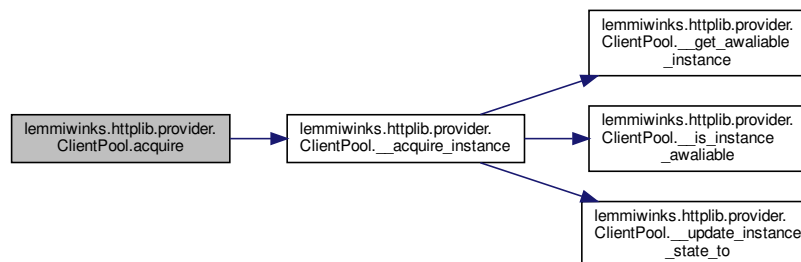 lemmiwinks.httplib.provider.
ClientPool.acquire
lemmiwinks.httplib.provider.
ClientPool.__acquire_instance
lemmiwinks.httplib.provider.
ClientPool.__get_awaliable
_instance
lemmiwinks.httplib.provider.
ClientPool.__is_instance
_awaliable
lemmiwinks.httplib.provider.
ClientPool.__update_instance
_state_to